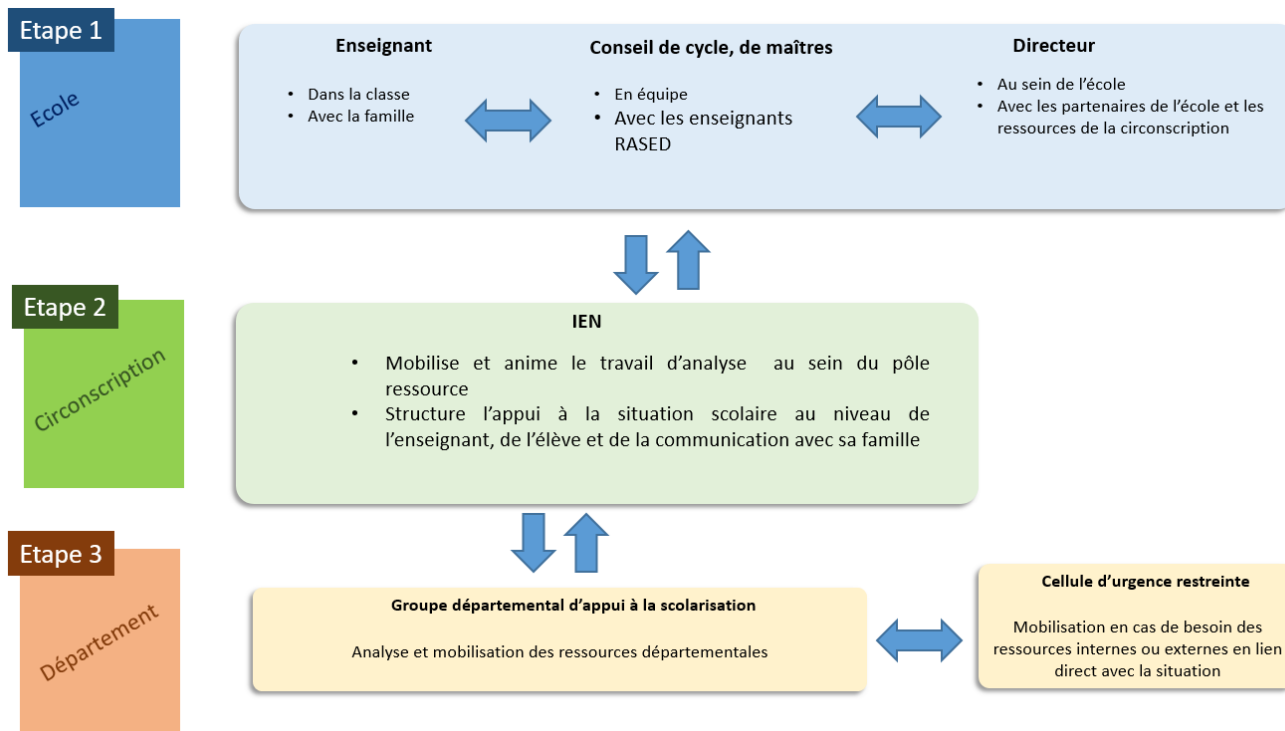 Etape 1
Ecole
Enseignant
• Dans la classe
• Avec la famille
Conseil de cycle, de maîtres
• En équipe
• Avec les enseignants
RASED
Directeur
• Au sein de l’école
• Avec les partenaires de l’école et les
ressources de la circonscription
Etape 2
Circonscription
IEN
• Mobilise et anime le travail d’analyse au sein du pôle
ressource
• Structure l’appui à la situation scolaire au niveau de
l’enseignant, de l’élève et de la communication avec sa famille
Etape 3
Département
Groupe départemental d’appui à la scolarisation
Analyse et mobilisation des ressources départementales
Cellule d’urgence restreinte
Mobilisation en cas de besoin des
ressources internes ou externes en lien
direct avec la situation